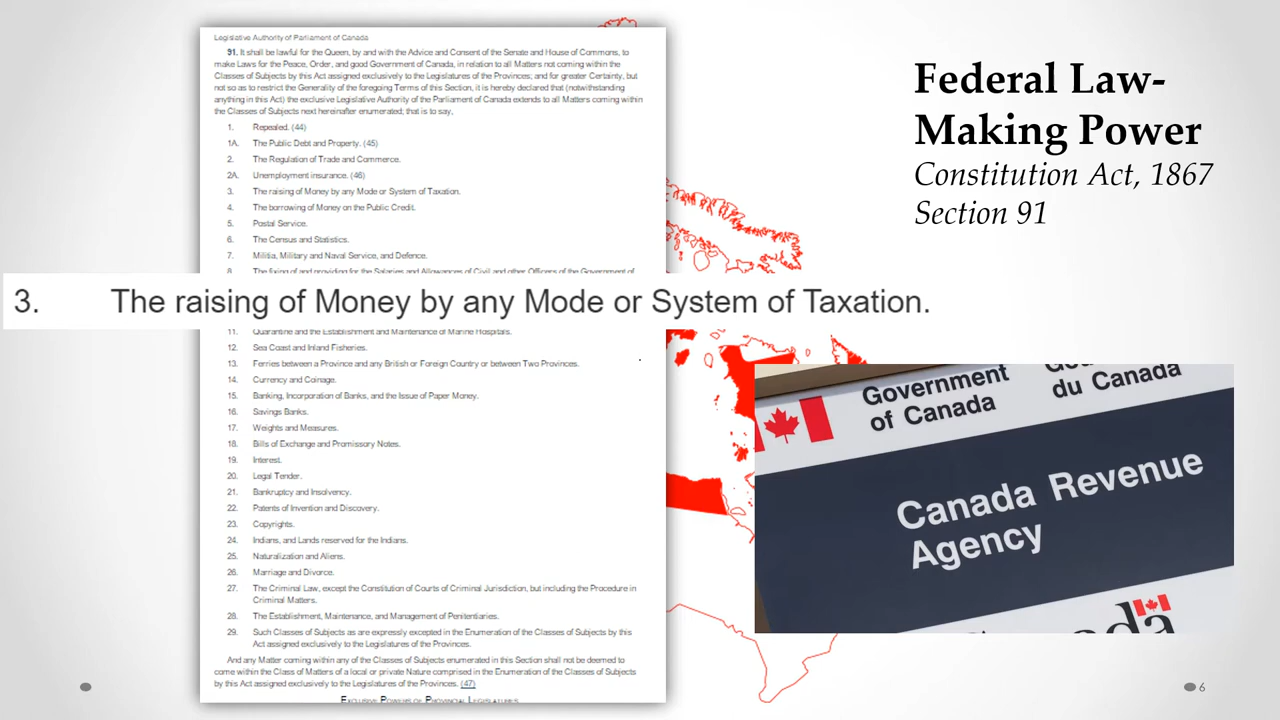 Legislative Authority of Parliament of Canada
91. It shall be lawful for the Queen, by and with the Advice and Consent of the Senate and House of Commons, to
make Laws for the Peace, Order, and good Government of Canada, in relation to all Matters not coming within the
Classes of Subjects by this Act assigned exclusively to the Legislatures of the Provinces; and for greater Certainty, but
not so as to restrict the Generality of the foregoing Terms of this Section, it is hereby declared that (notwithstanding
anything in this Act) the exclusive Legislative Authority of the Parliament of Canada extends to all Matters coming within
the Classes of Subjects next hereinafter enumerated; that is to say,
1. Repealed. (44)
1A. The Public Debt and Property. (45)
2. The Regulation of Trade and Commerce.
2A. Unemployment insurance. (46)
3. The raising of Money by any Mode or System of Taxation.
4. The borrowing of Money on the Public Credit.
5. Postal Service.
6. The Census and Statistics.
7. Militia, Military and Naval Service, and Defence.
8. The fixing of and providing for the Salaries and Allowances of Civil and other Officers of the Government of
3. The raising of Money by any Mode or System of Taxation.
11. Quarantine and the Establishment and Maintenance of Marine Hospitals.
12. Sea Coast and Inland Fisheries.
13. Ferries between a Province and any British or Foreign Country or between Two Provinces.
14. Currency and Coinage.
15. Banking, Incorporation of Banks, and the Issue of Paper Money.
16. Savings Banks.
17. Weights and Measures.
18. Bills of Exchange and Promissory Notes.
19. Interest.
20. Legal Tender.
21. Bankruptcy and Insolvency.
22. Patents of Invention and Discovery.
23. Copyrights.
24. Indians, and Lands reserved for the Indians.
25. Naturalization and Aliens.
26. Marriage and Divorce.
27. The Criminal Law, except the Constitution of Courts of Criminal Jurisdiction, but including the Procedure in
Criminal Matters.
28. The Establishment, Maintenance, and Management of Penitentiaries.
29. Such Classes of Subjects as are expressly excepted in the Enumeration of the Classes of Subjects by this
Act assigned exclusively to the Legislatures of the Provinces.
And any Matter coming within any of the Classes of Subjects enumerated in this Section shall not be deemed to
come within the Class of Matters of a local or private Nature comprised in the Enumeration of the Classes of Subjects
by this Act assigned exclusively to the Legislatures of the Provinces. (47)
Exclusive Powers of Provincial Legislatures
Federal Law-
Making Power
Constitution Act, 1867
Section 91
Government
of Canada
du Canada
Canada Revenue
Agency
6